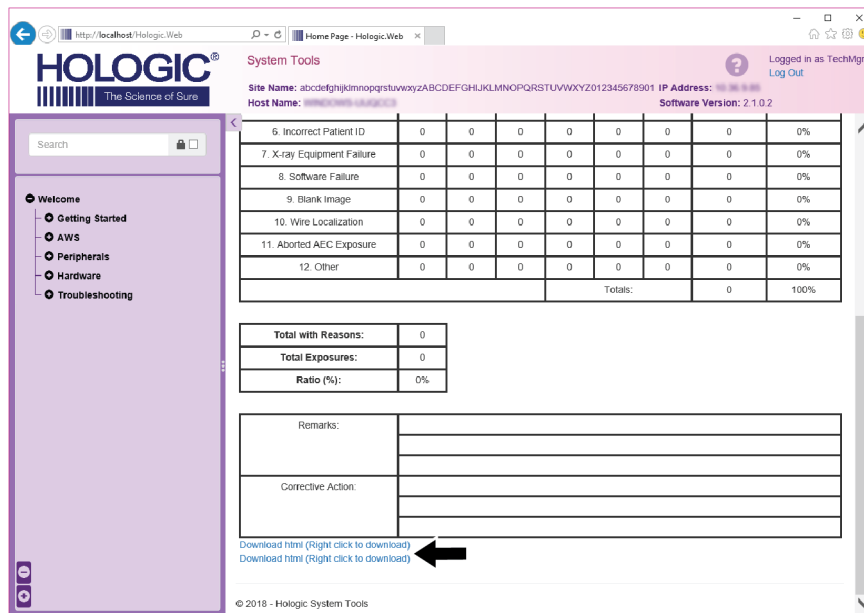 http://localhost/Hologic.Web
Home Page - Hologic.Web
HOLOGIC®
The Science of Sure
System Tools
Logged in as TechMgr
Log Out
Site Name: abcdefghijklmnopqrstuvwxyzABCDEFGHIJKLMNOPQRSTUVWXYZ012345678901 IP Address:
Host Name:
Software Version: 2.1.0.2
Search
Welcome
Getting Started
AWS
Peripherals
Hardware
Troubleshooting
6. Incorrect Patient ID 0 0 0 0 0 0 0 0%
7. X-ray Equipment Failure 0 0 0 0 0 0 0 0%
8. Software Failure 0 0 0 0 0 0 0 0%
9. Blank Image 0 0 0 0 0 0 0 0%
10. Wire Localization 0 0 0 0 0 0 0 0%
11. Aborted AEC Exposure 0 0 0 0 0 0 0 0%
12. Other 0 0 0 0 0 0 0 0%
Totals: 0 100%
Total with Reasons: 0
Total Exposures: 0
Ratio (%): 0%
Remarks:
Corrective Action:
Download html (Right click to download)
Download html (Right click to download)
© 2018 - Hologic System Tools